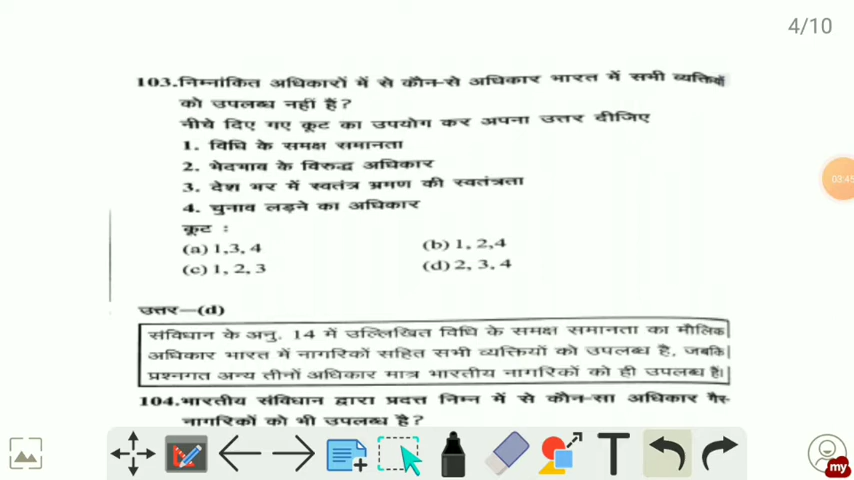 4/10
103.निम्नांकित अधिकारों में से कौन-से अधिकार भारत में सभी व्यक्तियों
को उपलब्ध नहीं हैं?
नीचे दिए गए कूट का उपयोग कर अपना उत्तर दीजिए
1. विधि के समक्ष समानता
2. भेदभाव के विरुद्ध अधिकार
3. देश भर में स्वतंत्र भ्रमण की स्वतंत्रता
4. चुनाव लड़ने का अधिकार
कूट :
(a) 1,3, 4
(b) 1, 2,4
(c) 1, 2, 3
(d) 2, 3, 4
उत्तर—(d)
संविधान के अनु. 14 में उल्लिखित विधि के समक्ष समानता का मौलिक
अधिकार भारत में नागरिकों सहित सभी व्यक्तियों को उपलब्ध है, जबकि
प्रश्नगत अन्य तीनों अधिकार मात्र भारतीय नागरिकों को ही उपलब्ध हैं।
104.भारतीय संविधान द्वारा प्रदत्त निम्न में से कौन-सा अधिकार गैर-
नागरिकों को भी उपलब्ध है?
T
my